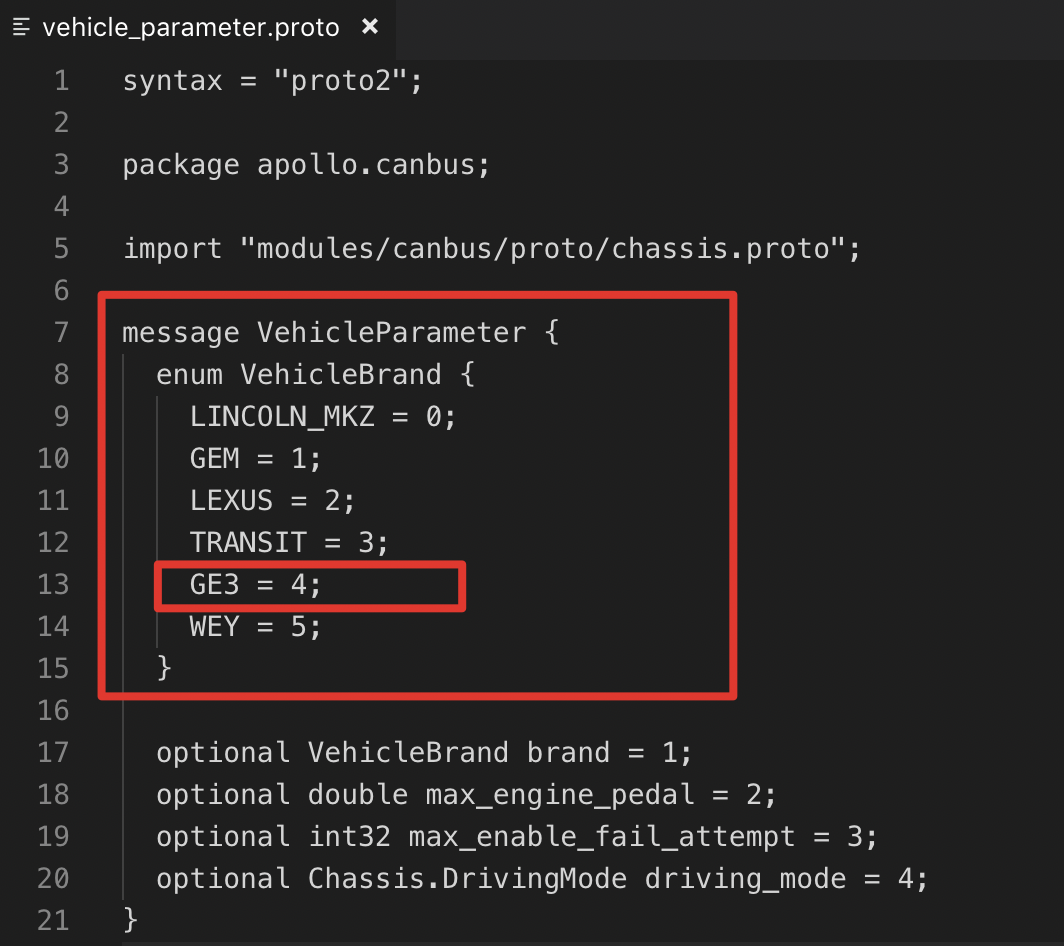 vehicle_parameter.proto ×
1 syntax = "proto2";
2
3 package apollo.canbus;
4
5 import "modules/canbus/proto/chassis.proto";
6
7 message VehicleParameter {
8   enum VehicleBrand {
9     LINCOLN_MKZ = 0;
10     GEM = 1;
11     LEXUS = 2;
12     TRANSIT = 3;
13     GE3 = 4;
14     WEY = 5;
15   }
16
17   optional VehicleBrand brand = 1;
18   optional double max_engine_pedal = 2;
19   optional int32 max_enable_fail_attempt = 3;
20   optional Chassis.DrivingMode driving_mode = 4;
21 }